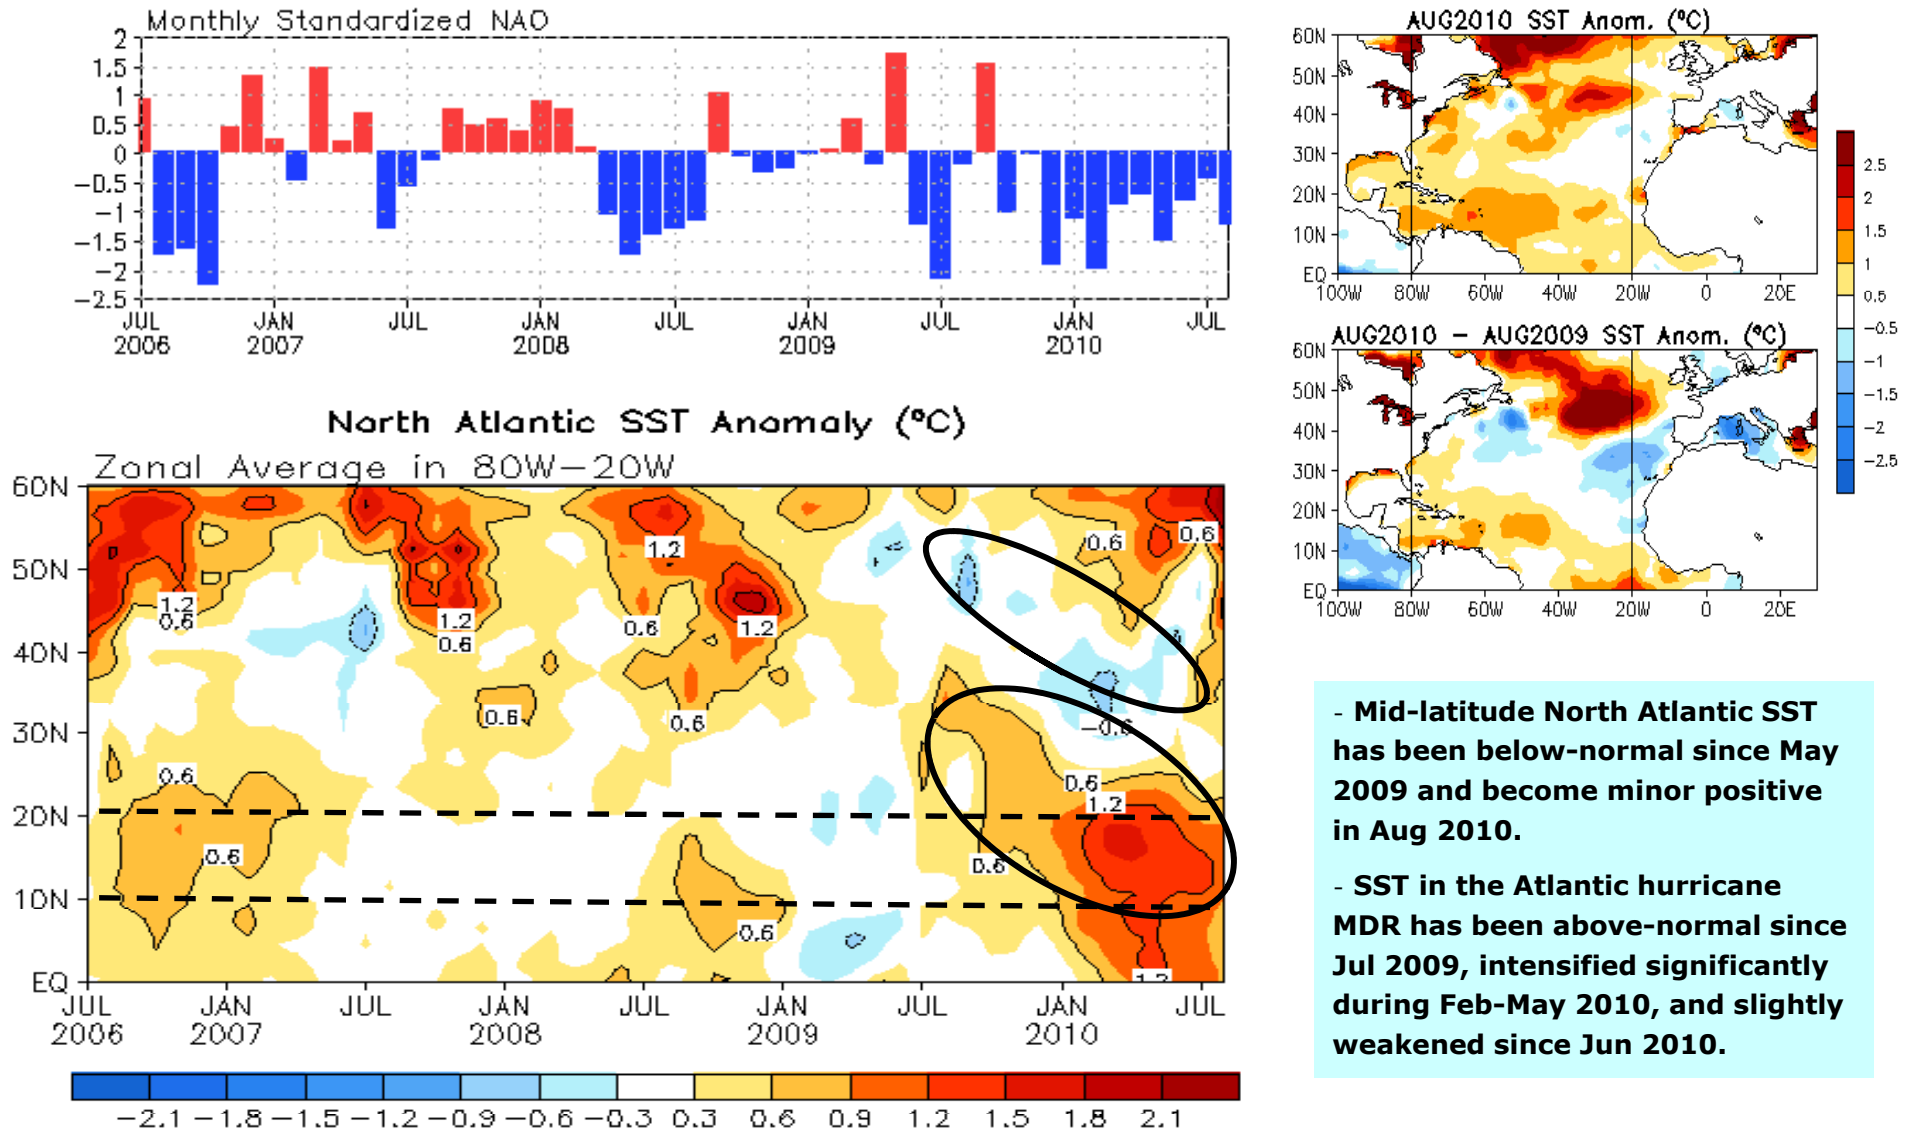 Monthly Standardized NAO
2
1.5
1
0.5
0
-0.5
-1
-1.5
-2
-2.5
JUL JAN JUL JAN JUL JAN JUL JAN JUL
2006 2007 2008 2009 2010
North Atlantic SST Anomaly (°C)
Zonal Average in 80W-20W
60N
50N
40N
30N
20N
10N
EQ
1.2
0.6
1.2
0.6
0.6
1.2
0.6
1.2
0.6
0.6
0.6
0.6
0.6
0.6
0.6
-0.6
0.6
1.2
0.6
1.2
JUL JAN JUL JAN JUL JAN JUL JAN JUL
2006 2007 2008 2009 2010
-2.1 -1.8 -1.5 -1.2 -0.9 -0.6 -0.3 0.3 0.6 0.9 1.2 1.5 1.8 2.1
AUG2010 SST Anom. (°C)
60N
50N
40N
30N
20N
10N
EQ
100W 80W 60W 40W 20W 0 20E
AUG2010 - AUG2009 SST Anom. (°C)
60N
50N
40N
30N
20N
10N
EQ
100W 80W 60W 40W 20W 0 20E
2.5
2
1.5
1
0.5
-0.5
-1
-1.5
-2
-2.5
- Mid-latitude North Atlantic SST
has been below-normal since May
2009 and become minor positive
in Aug 2010.
- SST in the Atlantic hurricane
MDR has been above-normal since
Jul 2009, intensified significantly
during Feb-May 2010, and slightly
weakened since Jun 2010.